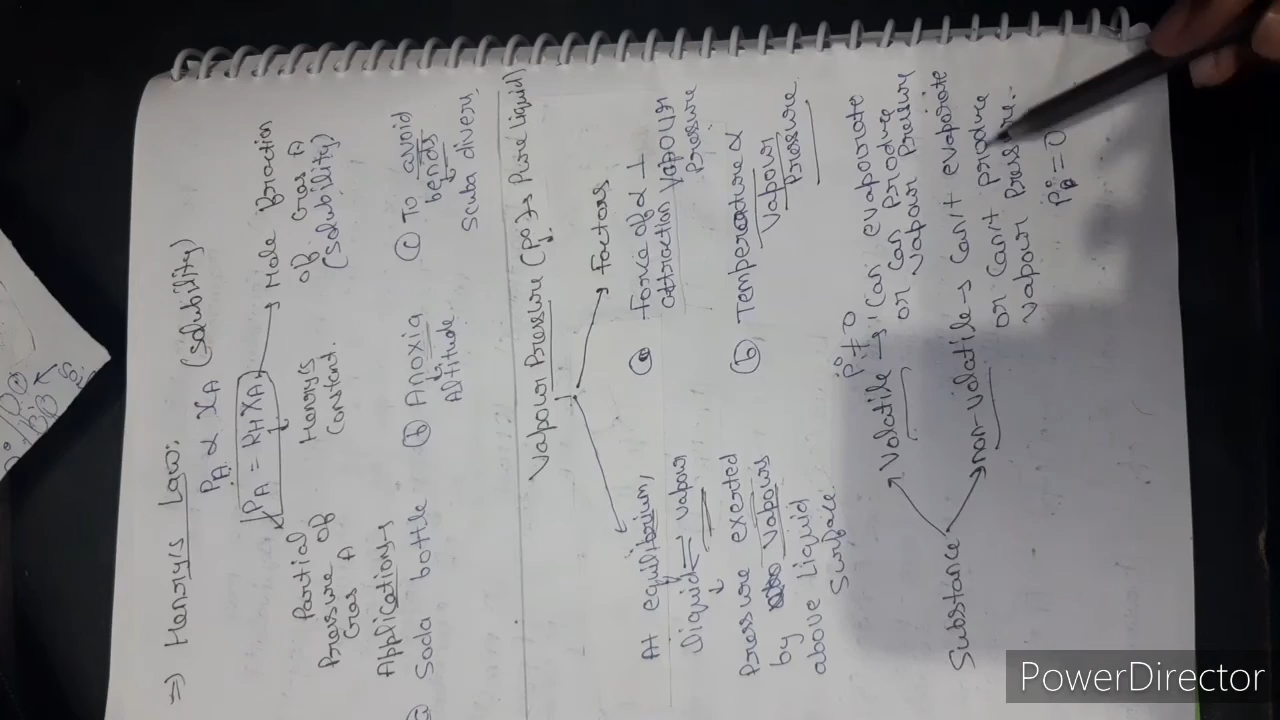 =) Henry's Law:
PA α XA (Solubility)
PA = KH XA → Mole Fraction of Gas A (Solubility)
Partial Pressure of Gas A
Henry's Constant.
Applications→
(a) Soda bottle
(b) Anoxia
Altitude.
(c) To avoid bends
Scuba divers.
Vapour Pressure (P°) → Pure Liquid
At equilibrium,
Liquid ⇌ Vapour
Pressure exerted
by Vapours
above Liquid
Surface.
Factors
(a) Force of attraction α 1
Vapour Pressure
(b) Temperature α
Vapour
Pressure
P° ≠ 0
Substance
Volatile → Can evaporate
or Can Produce
Vapour Pressure
non-volatile → Can't evaporate
or Can't produce
Vapour Pressure.
P° = 0
PowerDirector